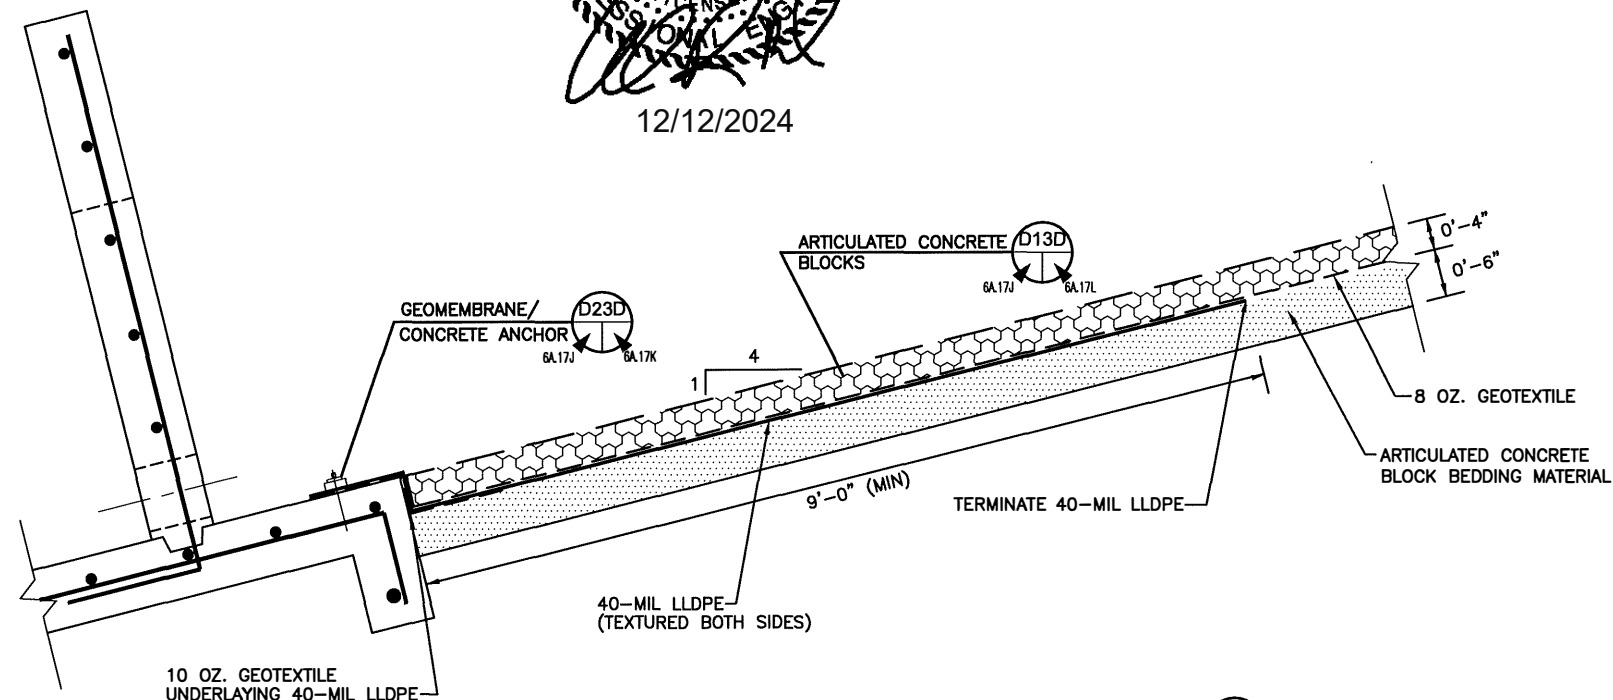 ONAL ENG
12/12/2024
0'-4"
0'-6"
ARTICULATED CONCRETE
BLOCKS
D13D
6A.17J
6A.17L
GEOMEMBRANE/
CONCRETE ANCHOR
D23D
6A.17J
6A.17K
4
1
8 OZ. GEOTEXTILE
ARTICULATED CONCRETE
BLOCK BEDDING MATERIAL
9'-0" (MIN)
TERMINATE 40-MIL LLDPE
40-MIL LLDPE
(TEXTURED BOTH SIDES)
10 OZ. GEOTEXTILE
UNDERLAYING 40-MIL LLDPE